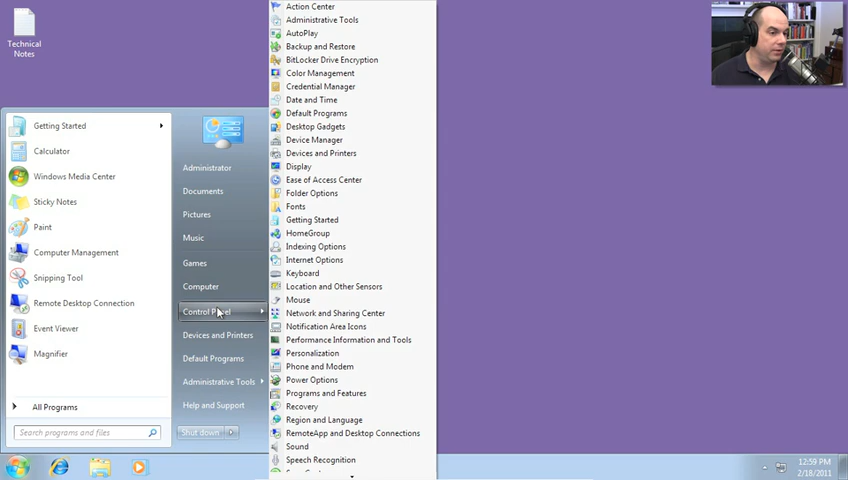 Technical
Notes
Getting Started
Calculator
Windows Media Center
Sticky Notes
Paint
Computer Management
Snipping Tool
Remote Desktop Connection
Event Viewer
Magnifier
All Programs
Search programs and files
Administrator
Documents
Pictures
Music
Games
Computer
Control Panel
Devices and Printers
Default Programs
Administrative Tools
Help and Support
Shut down
Action Center
Administrative Tools
AutoPlay
Backup and Restore
BitLocker Drive Encryption
Color Management
Credential Manager
Date and Time
Default Programs
Desktop Gadgets
Device Manager
Devices and Printers
Display
Ease of Access Center
Folder Options
Fonts
Getting Started
HomeGroup
Indexing Options
Internet Options
Keyboard
Location and Other Sensors
Mouse
Network and Sharing Center
Notification Area Icons
Performance Information and Tools
Personalization
Phone and Modem
Power Options
Programs and Features
Recovery
Region and Language
RemoteApp and Desktop Connections
Sound
Speech Recognition
12:59 PM
2/18/2011